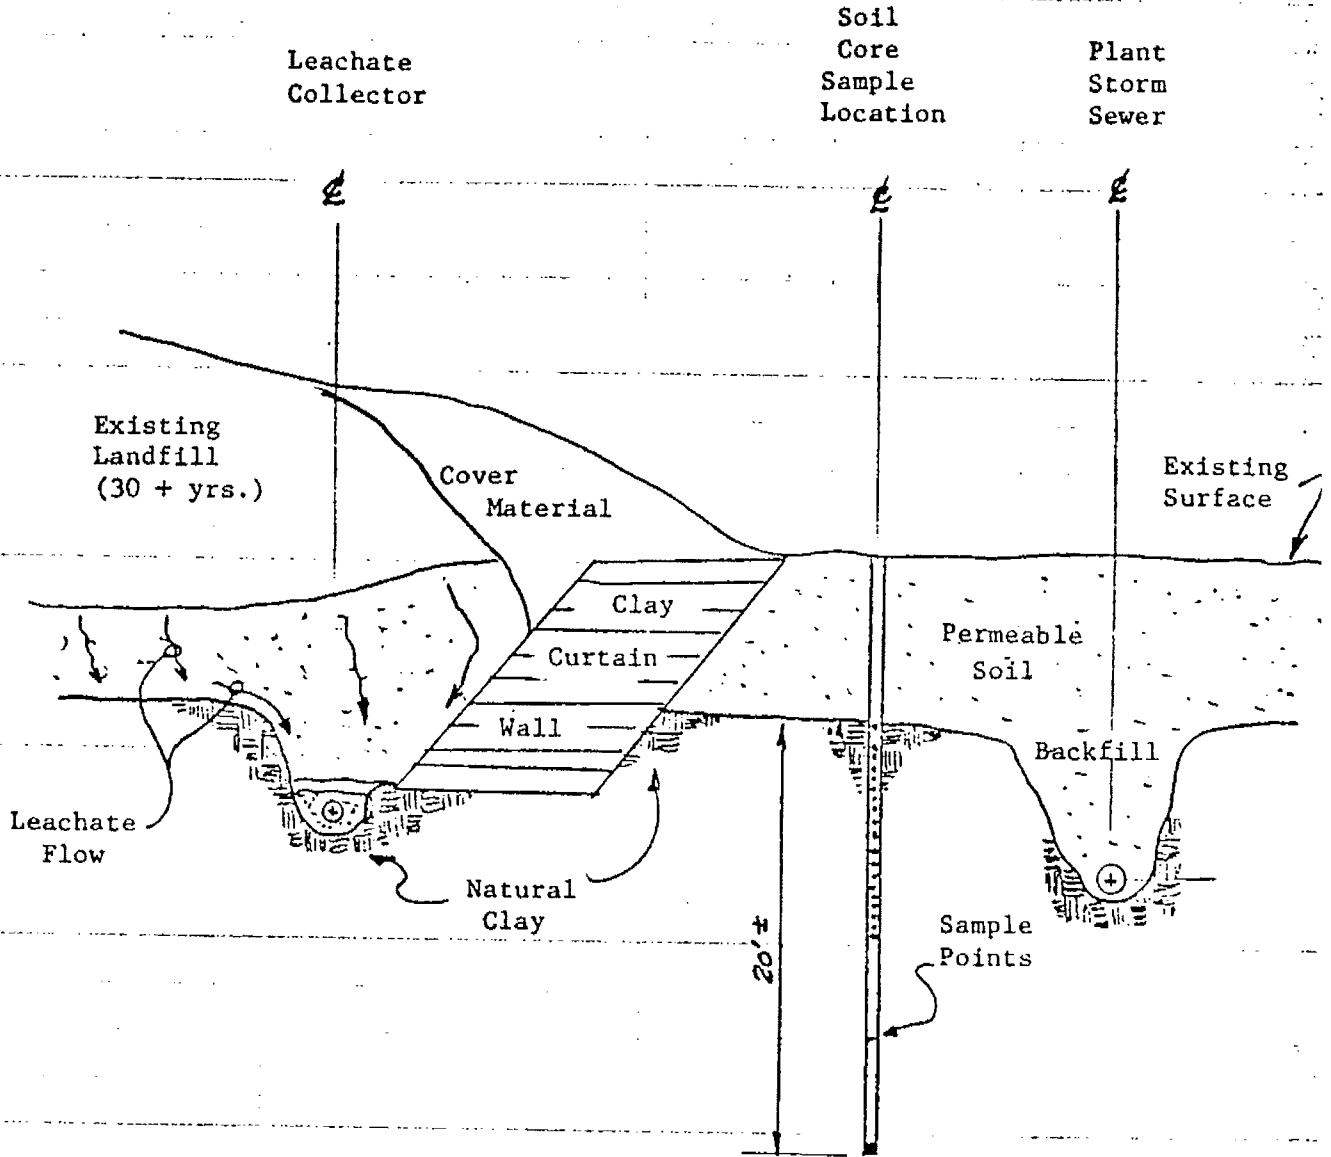 Leachate
Collector
Soil
Core
Sample
Location
Plant
Storm
Sewer
℄
℄
℄
Existing
Landfill
(30 + yrs.)
Cover
Material
Existing
Surface
Clay
Curtain
Wall
Permeable
Soil
Backfill
Leachate
Flow
Natural
Clay
20' ±
Sample
Points